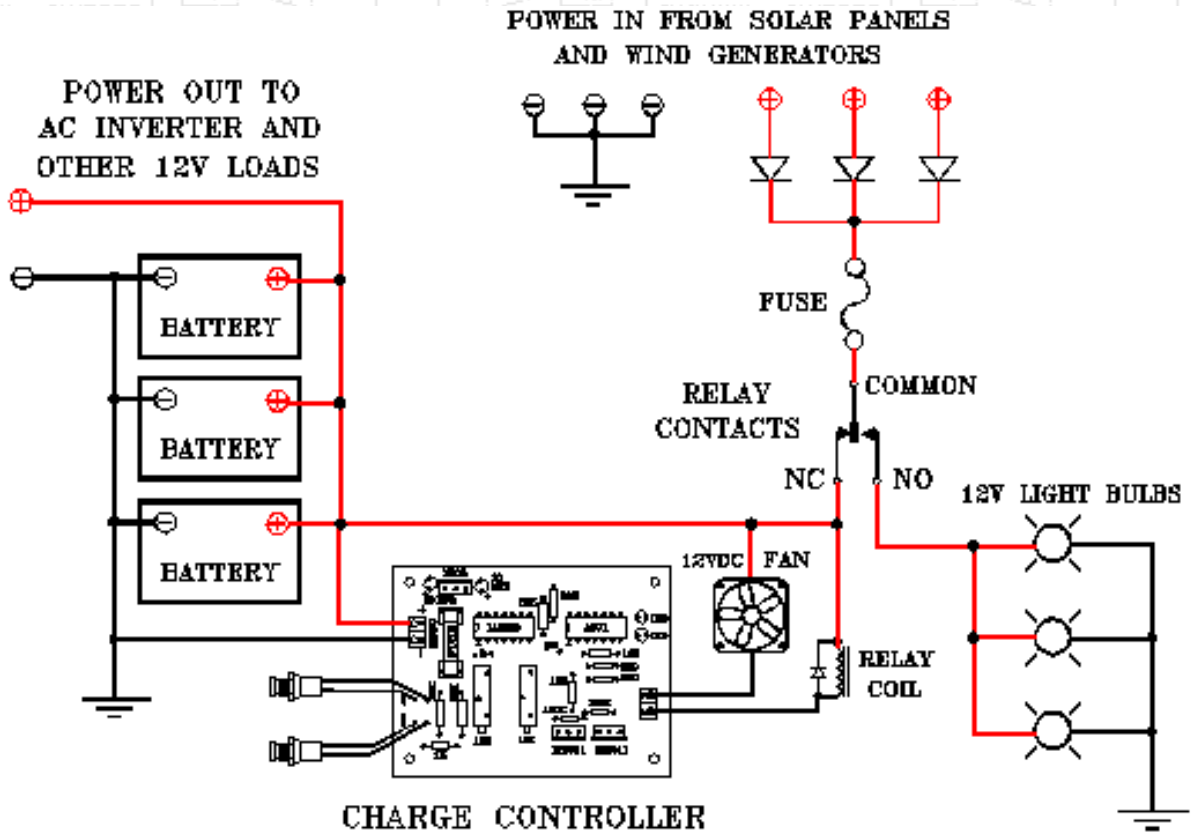 POWER IN FROM SOLAR PANELS
AND WIND GENERATORS
POWER OUT TO
AC INVERTER AND
OTHER 12V LOADS
BATTERY
BATTERY
BATTERY
FUSE
COMMON
RELAY
CONTACTS
NC
NO
12V LIGHT BULBS
12VDC FAN
RELAY
COIL
CHARGE CONTROLLER